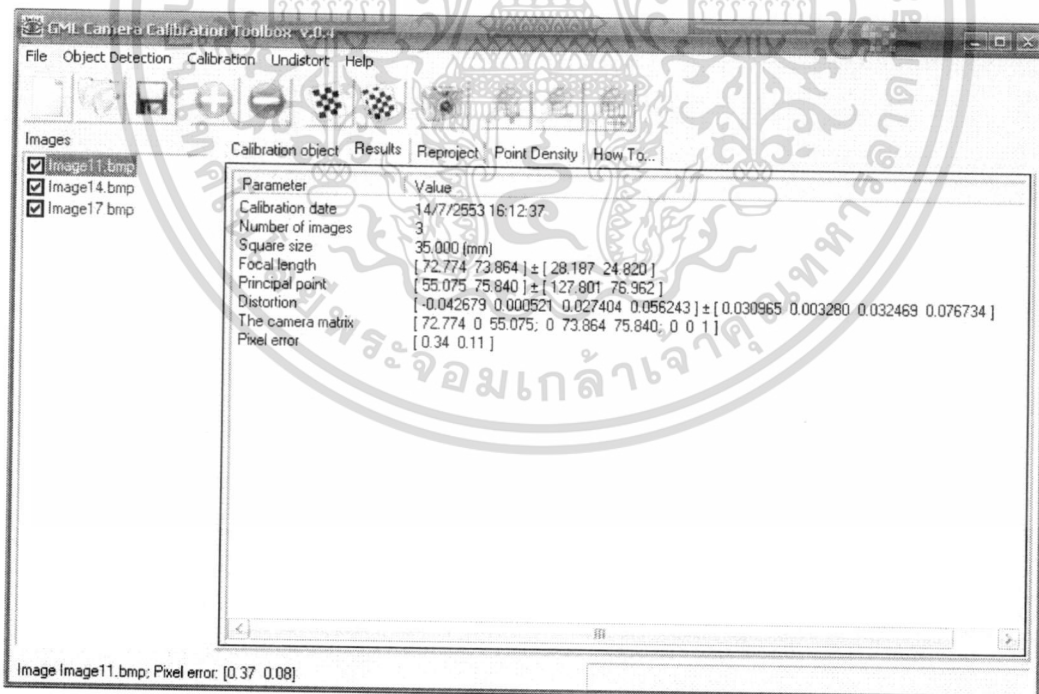 GML Camera Calibration Toolbox v.0.4
File Object Detection Calibration Undistort Help
Images
Image11.bmp
Image14.bmp
Image17 bmp
Calibration object Results Reproject Point Density How To...
Parameter Value
Calibration date 14/7/2553 16:12:37
Number of images 3
Square size 35.000 (mm)
Focal length [ 72.774 73.864 ] ± [ 28.187 24.820 ]
Principal point [ 55.075 75.840 ] ± [ 127.801 76.962 ]
Distortion [ -0.042679 0.000521 0.027404 0.056243 ] ± [ 0.030965 0.003280 0.032469 0.076734 ]
The camera matrix [ 72.774 0 55.075; 0 73.864 75.840; 0 0 1 ]
Pixel error [ 0.34 0.11 ]
Image Image11.bmp; Pixel error: [0.37 0.08]